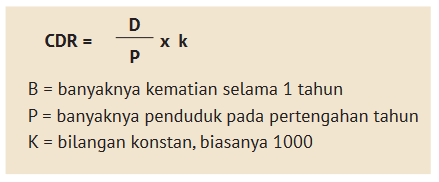 CDR = D/P x k
B = banyaknya kematian selama 1 tahun
P = banyaknya penduduk pada pertengahan tahun
K = bilangan konstan, biasanya 1000